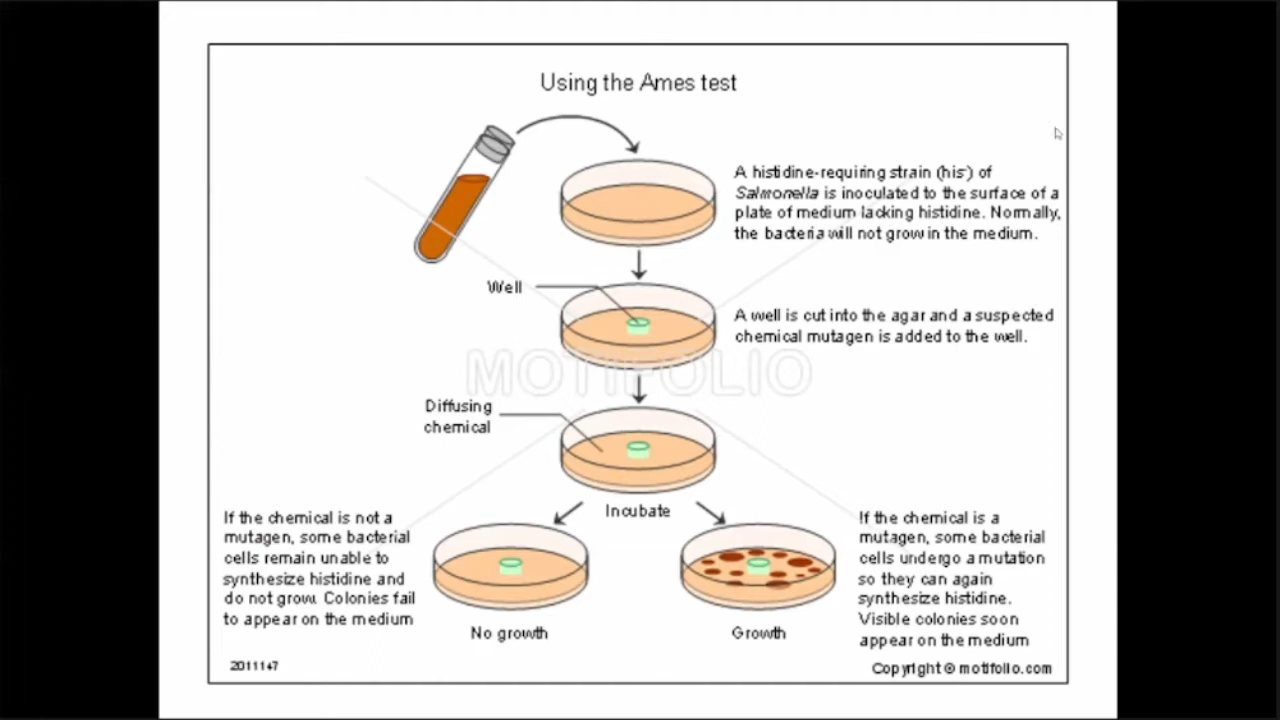 Using the Ames test
A histidine-requiring strain (his-) of
Salmonella is inoculated to the surface of a
plate of medium lacking histidine. Normally,
the bacteria will not grow in the medium.
Well
A well is cut into the agar and a suspected
chemical mutagen is added to the well.
MOTIFOLIO
Diffusing
chemical
Incubate
If the chemical is not a
mutagen, some bacterial
cells remain unable to
synthesize histidine and
do not grow. Colonies fail
to appear on the medium
No growth
Growth
If the chemical is a
mutagen, some bacterial
cells undergo a mutation
so they can again
synthesize histidine.
Visible colonies soon
appear on the medium
2011147
Copyright © motifolio.com